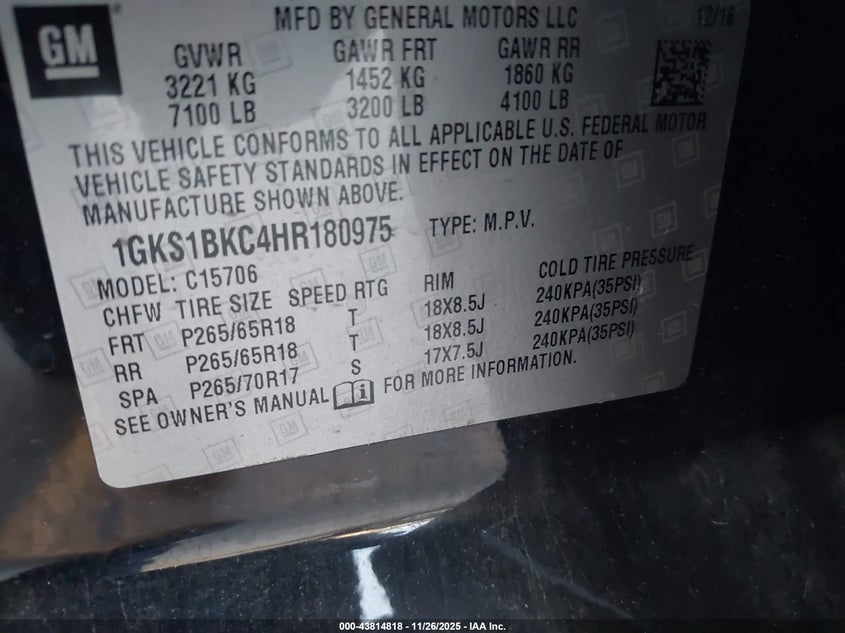 GM
MFD BY GENERAL MOTORS LLC 12/16
GVWR GAWR FRT GAWR RR
3221 KG 1452 KG 1860 KG
7100 LB 3200 LB 4100 LB
THIS VEHICLE CONFORMS TO ALL APPLICABLE U.S. FEDERAL MOTOR
VEHICLE SAFETY STANDARDS IN EFFECT ON THE DATE OF
MANUFACTURE SHOWN ABOVE.
1GKS1BKC4HR180975 TYPE: M.P.V.
MODEL: C15706
CHFW TIRE SIZE SPEED RTG RIM COLD TIRE PRESSURE
FRT P265/65R18 T 18X8.5J 240KPA(35PSI)
RR P265/65R18 T 18X8.5J 240KPA(35PSI)
SPA P265/70R17 S 17X7.5J 240KPA(35PSI)
SEE OWNER'S MANUAL i FOR MORE INFORMATION.
000-43814818 - 11/26/2025 - IAA Inc.